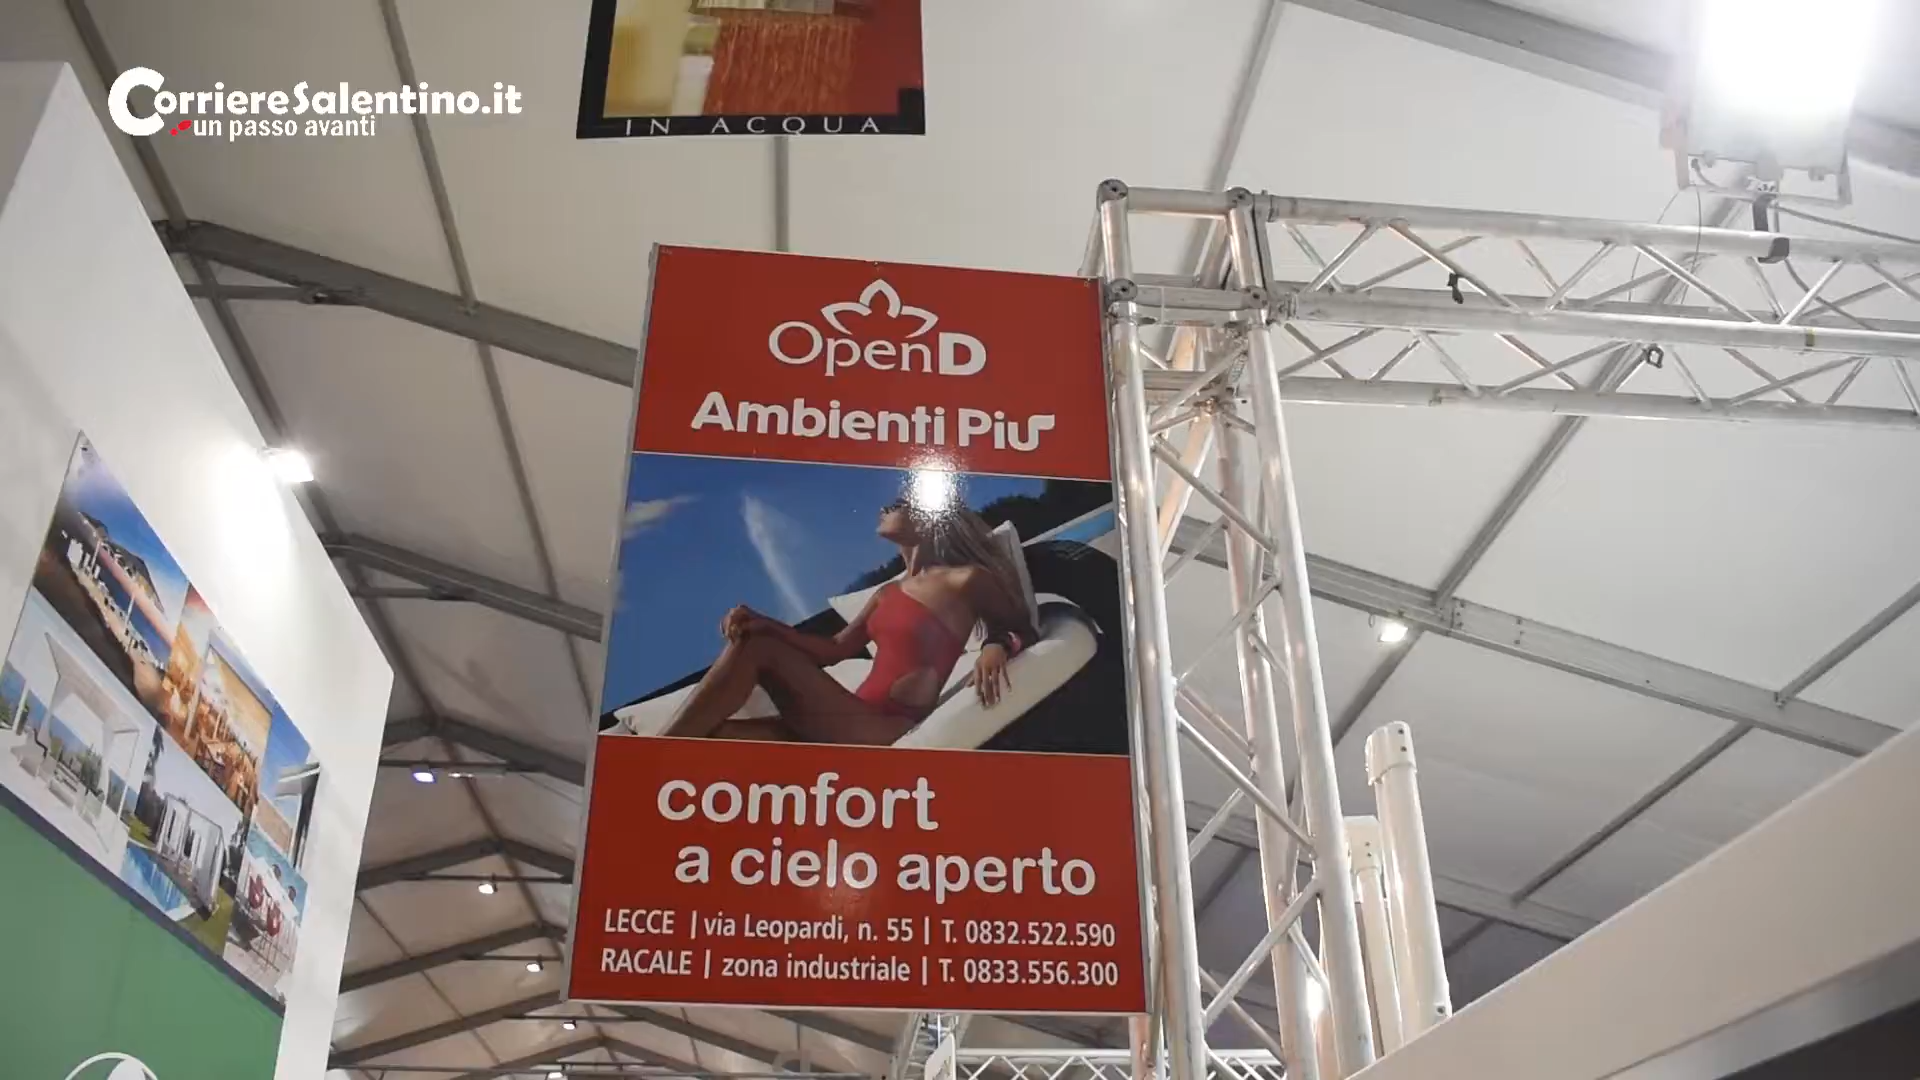 CorriereSalentino.it
un passo avanti
IN ACQUA
OpenD
Ambienti Più
comfort
a cielo aperto
LECCE | via Leopardi, n. 55 | T. 0832.522.590
RACALE | zona industriale | T. 0833.556.300